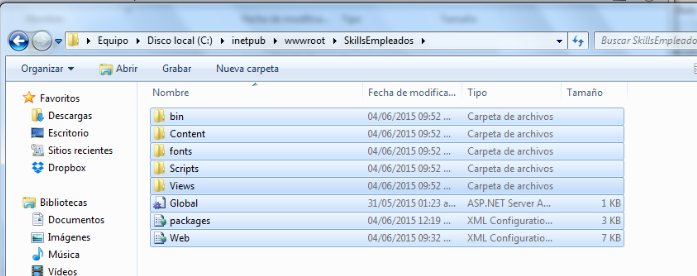 Equipo ▸ Disco local (C:) ▸ inetpub ▸ wwwroot ▸ SkillsEmpleados ▸
Buscar SkillsEmpleado
Organizar Abrir Grabar Nueva carpeta
Favoritos
Descargas
Escritorio
Sitios recientes
Dropbox
Bibliotecas
Documentos
Imágenes
Música
Vídeos
Nombre Fecha de modifica... Tipo Tamaño
bin 04/06/2015 09:52 ... Carpeta de archivos
Content 04/06/2015 09:52 ... Carpeta de archivos
fonts 04/06/2015 09:52 ... Carpeta de archivos
Scripts 04/06/2015 09:52 ... Carpeta de archivos
Views 04/06/2015 09:52 ... Carpeta de archivos
Global 31/05/2015 01:23 a... ASP.NET Server A... 1 KB
packages 04/06/2015 12:19 ... XML Configuratio... 3 KB
Web 04/06/2015 09:32 ... XML Configuratio... 7 KB